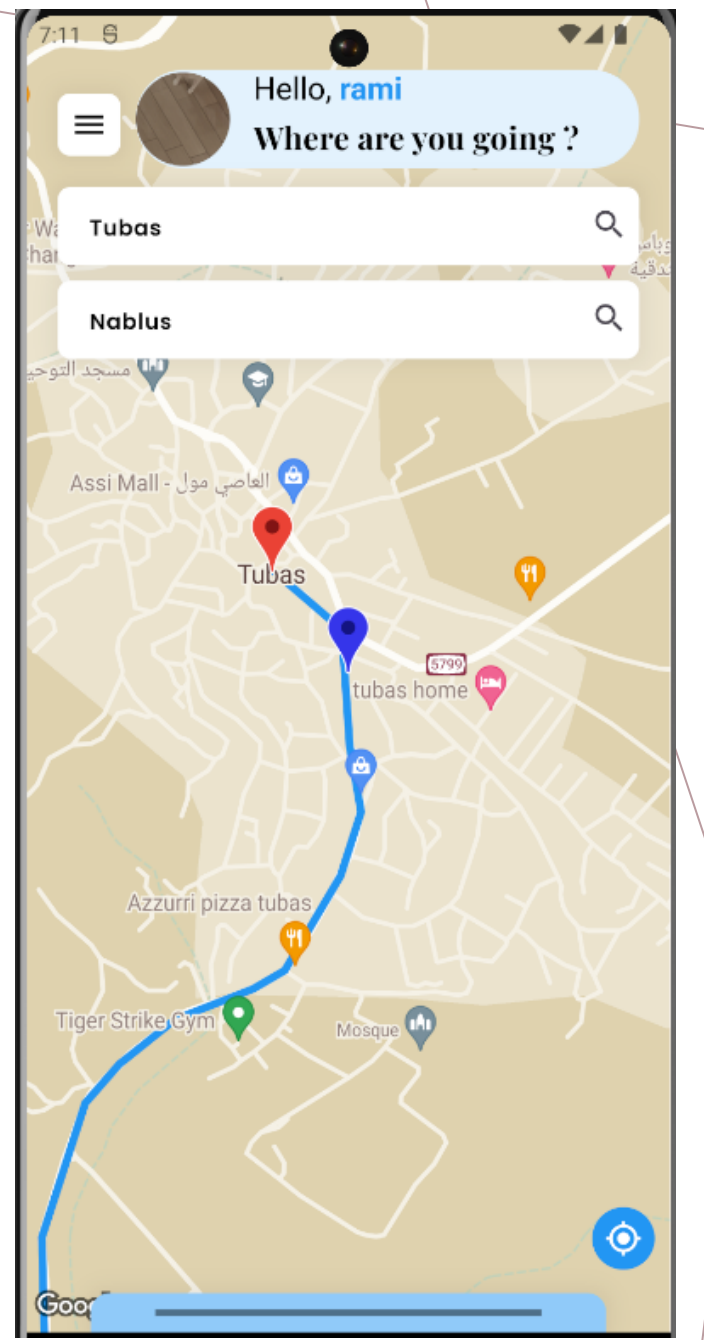 7:11
Hello, rami
Where are you going ?
Tubas
Nablus
مسجد التوحي
Assi Mall - العاصي مول
Tubas
5799
tubas home
Azzurri pizza tubas
Tiger Strike Gym
Mosque